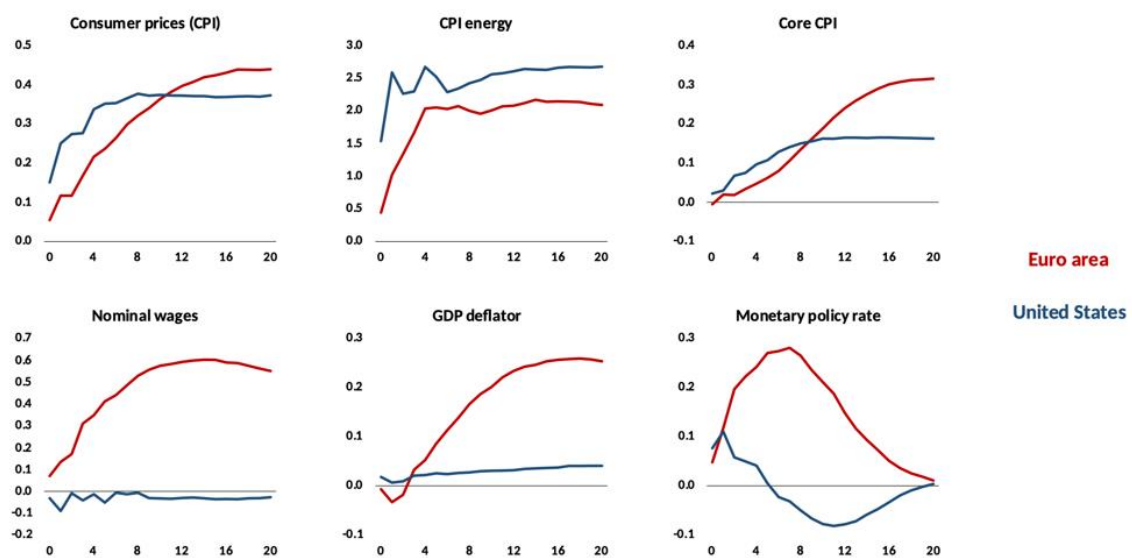 Consumer prices (CPI)
0.5
0.4
0.3
0.2
0.1
0.0
0 4 8 12 16 20
CPI energy
3.0
2.5
2.0
1.5
1.0
0.5
0.0
0 4 8 12 16 20
Core CPI
0.4
0.3
0.2
0.1
0.0
-0.1
0 4 8 12 16 20
Euro area
United States
Nominal wages
0.7
0.6
0.5
0.4
0.3
0.2
0.1
0.0
-0.1
-0.2
0 4 8 12 16 20
GDP deflator
0.3
0.2
0.1
0.0
-0.1
0 4 8 12 16 20
Monetary policy rate
0.3
0.2
0.1
0.0
-0.1
0 4 8 12 16 20